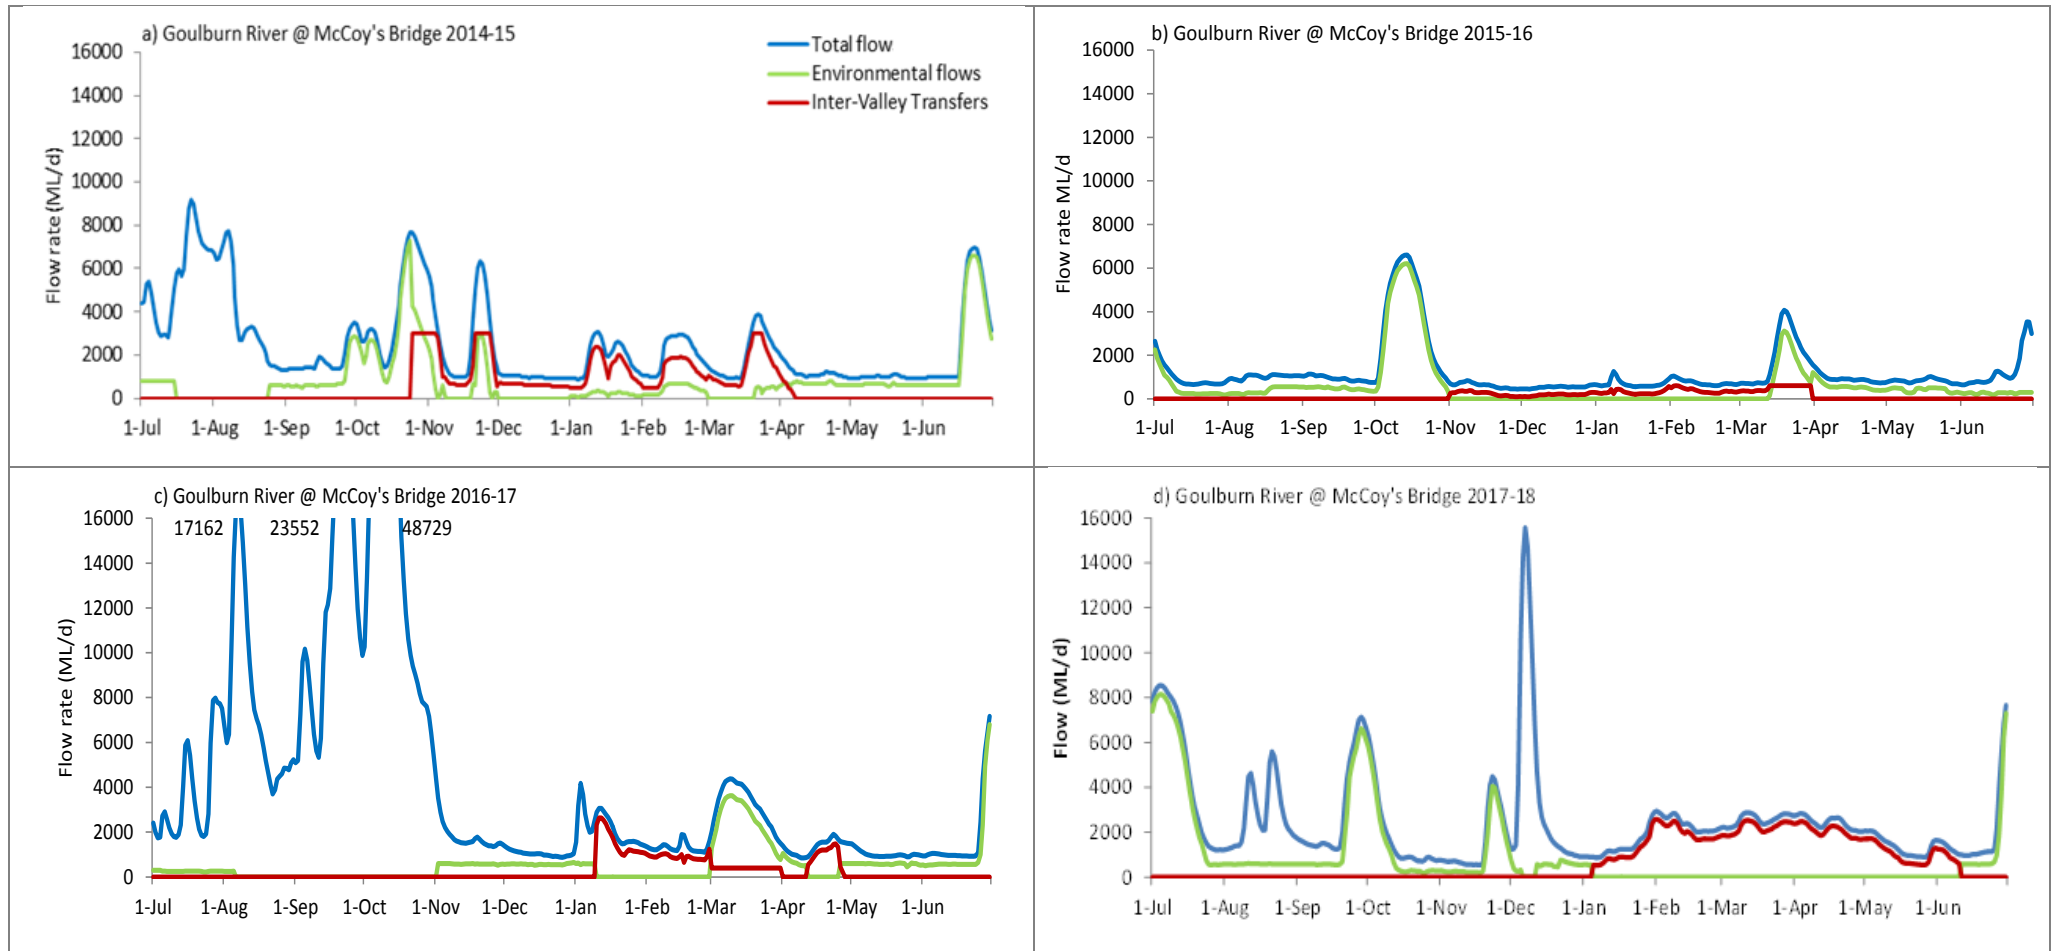 a) Goulburn River @ McCoy's Bridge 2014-15
Total flow
Environmental flows
Inter-Valley Transfers
Flow rate (ML/d)
16000
14000
12000
10000
8000
6000
4000
2000
0
1-Jul 1-Aug 1-Sep 1-Oct 1-Nov 1-Dec 1-Jan 1-Feb 1-Mar 1-Apr 1-May 1-Jun
b) Goulburn River @ McCoy's Bridge 2015-16
Flow rate ML/d
16000
14000
12000
10000
8000
6000
4000
2000
0
1-Jul 1-Aug 1-Sep 1-Oct 1-Nov 1-Dec 1-Jan 1-Feb 1-Mar 1-Apr 1-May 1-Jun
c) Goulburn River @ McCoy's Bridge 2016-17
17162 23552 48729
Flow rate (ML/d)
16000
14000
12000
10000
8000
6000
4000
2000
0
1-Jul 1-Aug 1-Sep 1-Oct 1-Nov 1-Dec 1-Jan 1-Feb 1-Mar 1-Apr 1-May 1-Jun
d) Goulburn River @ McCoy's Bridge 2017-18
Flow (ML/d)
16000
14000
12000
10000
8000
6000
4000
2000
0
1-Jul 1-Aug 1-Sep 1-Oct 1-Nov 1-Dec 1-Jan 1-Feb 1-Mar 1-Apr 1-May 1-Jun